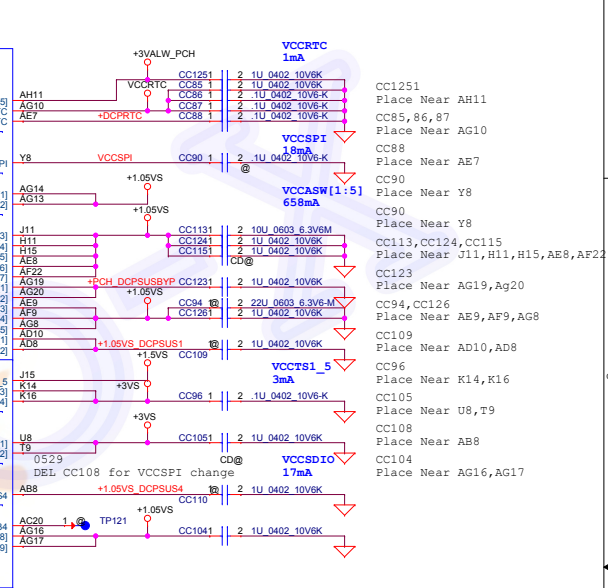 VCCRTC
1mA
+3VALW_PCH
CC1251 2 1U_0402_10V6K
VCCRTC CC85 1 2 1U_0402_10V6K
AH11 CC86 1 2 .1U_0402_10V6-K
AG10 CC87 1 2 .1U_0402_10V6-K
AE7 +DCPRTC CC88 1 2 .1U_0402_10V6-K
CC1251
Place Near AH11
CC85,86,87
Place Near AG10
CC88
Place Near AE7
CC90
Place Near Y8
CC90
Place Near Y8
CC113,CC124,CC115
Place Near J11,H11,H15,AE8,AF22
CC123
Place Near AG19,Ag20
CC94,CC126
Place Near AE9,AF9,AG8
CC109
Place Near AD10,AD8
CC96
Place Near K14,K16
CC105
Place Near U8,T9
CC108
Place Near AB8
CC104
Place Near AG16,AG17
VCCSPI
18mA
Y8 VCCSPI CC90 1 2 .1U_0402_10V6-K
@
+1.05VS
VCCASW[1:5]
658mA
AG14
AG13
+1.05VS
J11 CC1131 2 10U_0603_6.3V6M
H11 CC1241 2 1U_0402_10V6K
H15 CC1151 2 1U_0402_10V6K
AE8 CD@
AF22
AG19 +PCH_DCPSUSBYP CC1231 2 1U_0402_10V6K
AG20 +1.05VS
AE9 CC94 1@ 2 22U_0603_6.3V6-M
AF9 CC1261 2 1U_0402_10V6K
AG8
AD10
AD8 +1.05VS_DCPSUS1 1@ 2 1U_0402_10V6K
+1.5VS CC109
VCCTS1_5
3mA
J15
K14 +3VS
K16 CC96 1 2 .1U_0402_10V6-K
+3VS
U8 CC1051 2 1U_0402_10V6K
T9
CD@
0529
DEL CC108 for VCCSPI change
VCCSDIO
17mA
AB8 +1.05VS_DCPSUS4 1@ 2 1U_0402_10V6K
CC110
+1.05VS
AC20 1 @ TP121
AG16 CC1041 2 1U_0402_10V6K
AG17